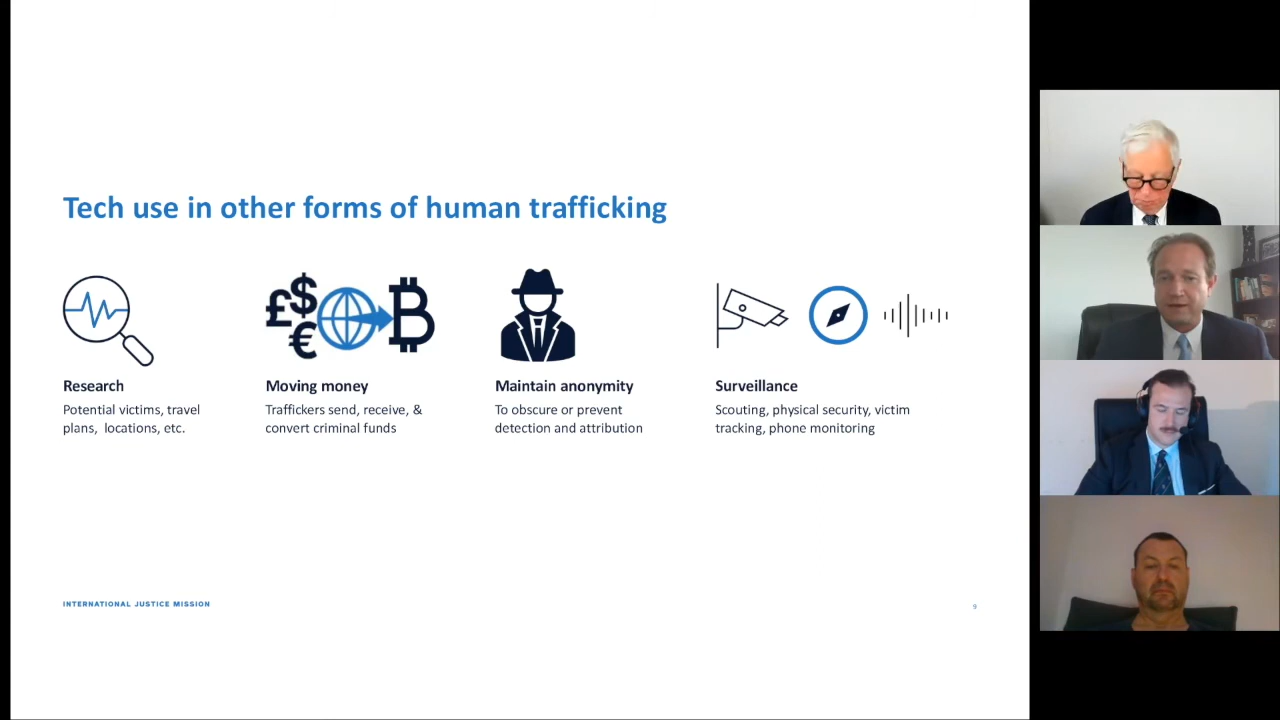 Tech use in other forms of human trafficking
Research
Potential victims, travel
plans, locations, etc.
Moving money
Traffickers send, receive, &
convert criminal funds
Maintain anonymity
To obscure or prevent
detection and attribution
Surveillance
Scouting, physical security, victim
tracking, phone monitoring
INTERNATIONAL JUSTICE MISSION
9